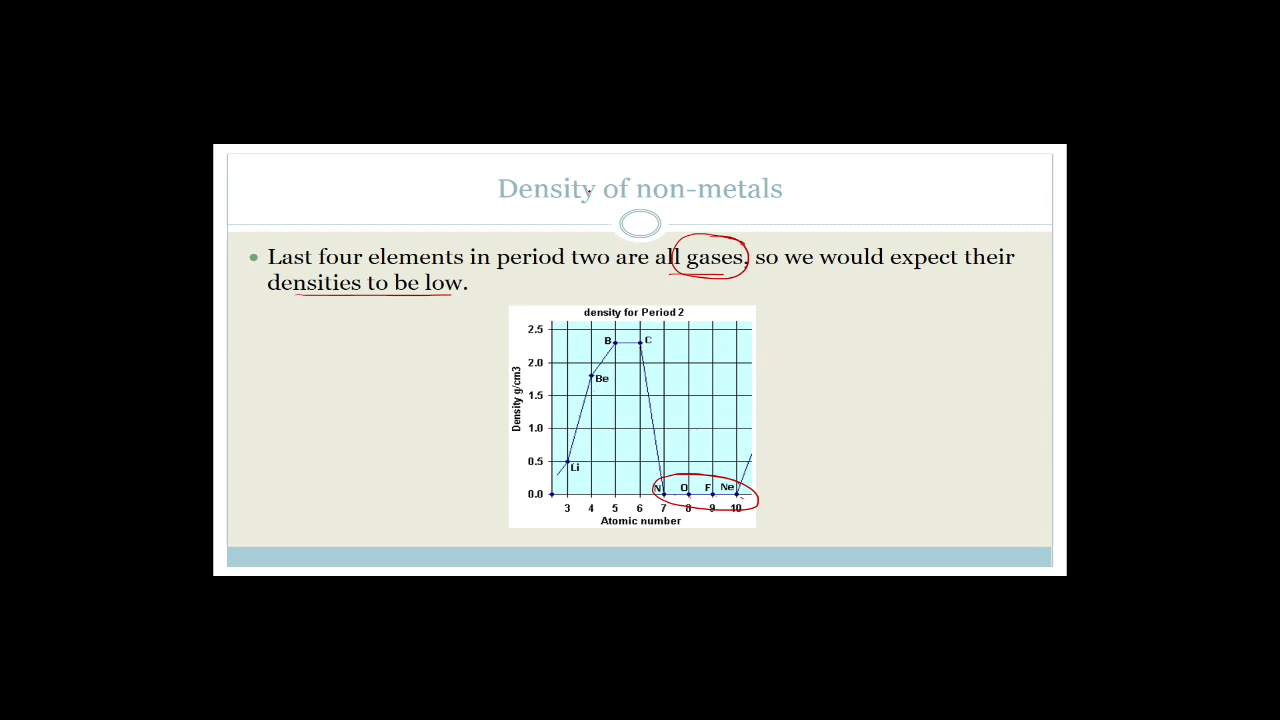 Density of non-metals
Last four elements in period two are all gases, so we would expect their
densities to be low.
density for Period 2
2.5
B
C
2.0
Be
1.5
Density g/cm3
1.0
0.5
Li
N O F Ne
0.0
3 4 5 6 7 8 9 10
Atomic number